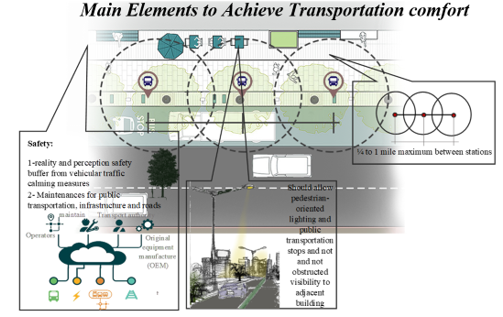 Main Elements to Achieve Transportation comfort
¼ to 1 mile maximum between stations
Safety:
1-reality and perception safety
buffer from vehicular traffic
calming measures
2- Maintenances for public
transportation, infrastructure and roads
maintain
Transport
Operators
Original
equipment
manufacture
(OEM)
Should allow
pedestrian-
oriented
lighting and
public
transportation
stops and not
and not
obstructed
visibility to
adjacent
building